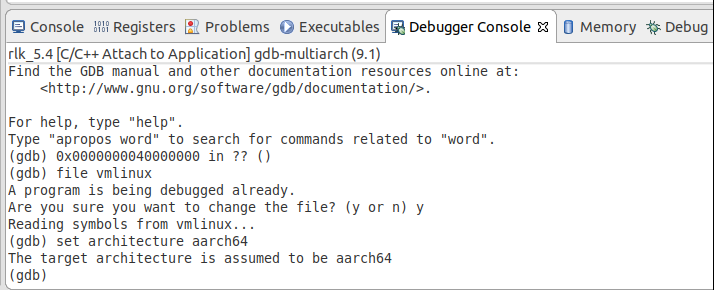 Console Registers Problems Executables Debugger Console Memory Debug
rlk_5.4 [C/C++ Attach to Application] gdb-multiarch (9.1)
Find the GDB manual and other documentation resources online at:
    <http://www.gnu.org/software/gdb/documentation/>.

For help, type "help".
Type "apropos word" to search for commands related to "word".
(gdb) 0x0000000040000000 in ?? ()
(gdb) file vmlinux
A program is being debugged already.
Are you sure you want to change the file? (y or n) y
Reading symbols from vmlinux...
(gdb) set architecture aarch64
The target architecture is assumed to be aarch64
(gdb)